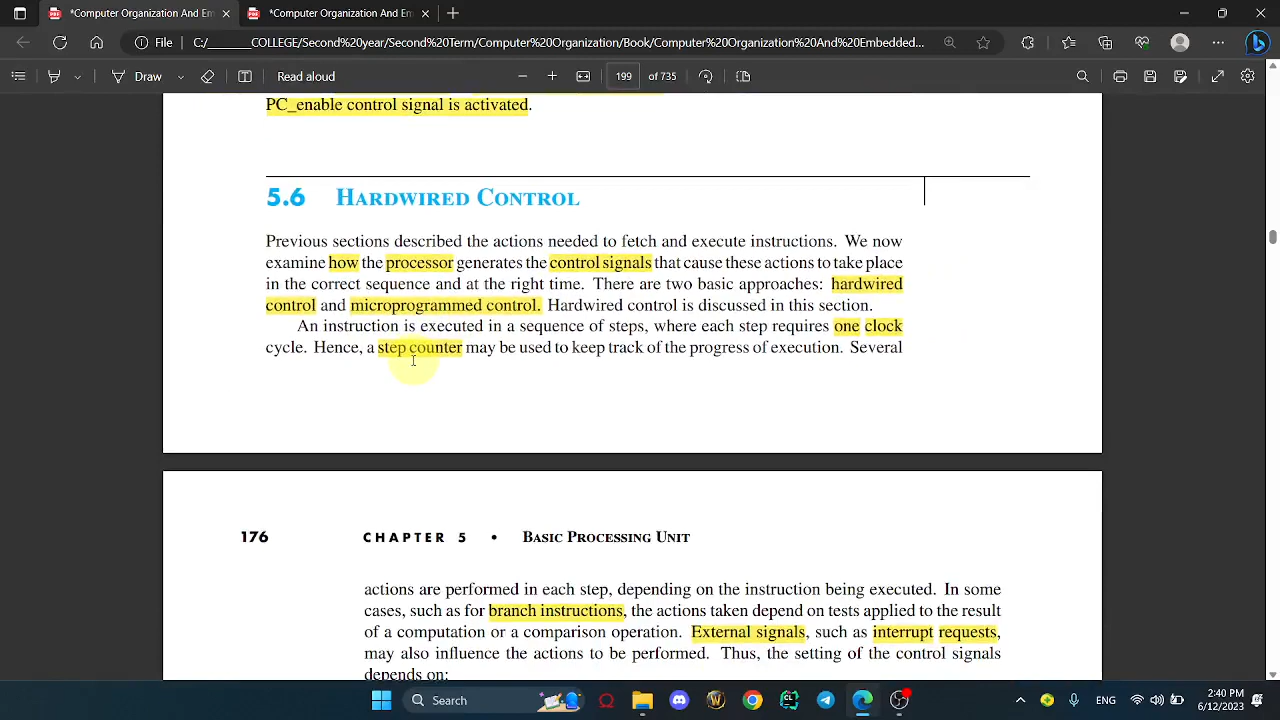 *Computer Organization And Em
*Computer Organization And Em
File
C:/______COLLEGE/Second%20year/Second%20Term/Computer%20Organization/Book/Computer%20Organization%20And%20Embedded...
Draw
Read aloud
199 of 735
PC_enable control signal is activated.
5.6 HARDWIRED CONTROL
Previous sections described the actions needed to fetch and execute instructions. We now
examine how the processor generates the control signals that cause these actions to take place
in the correct sequence and at the right time. There are two basic approaches: hardwired
control and microprogrammed control. Hardwired control is discussed in this section.
An instruction is executed in a sequence of steps, where each step requires one clock
cycle. Hence, a step counter may be used to keep track of the progress of execution. Several
176 CHAPTER 5 • BASIC PROCESSING UNIT
actions are performed in each step, depending on the instruction being executed. In some
cases, such as for branch instructions, the actions taken depend on tests applied to the result
of a computation or a comparison operation. External signals, such as interrupt requests,
may also influence the actions to be performed. Thus, the setting of the control signals
depends on:
Search
ENG
2:40 PM
6/12/2023